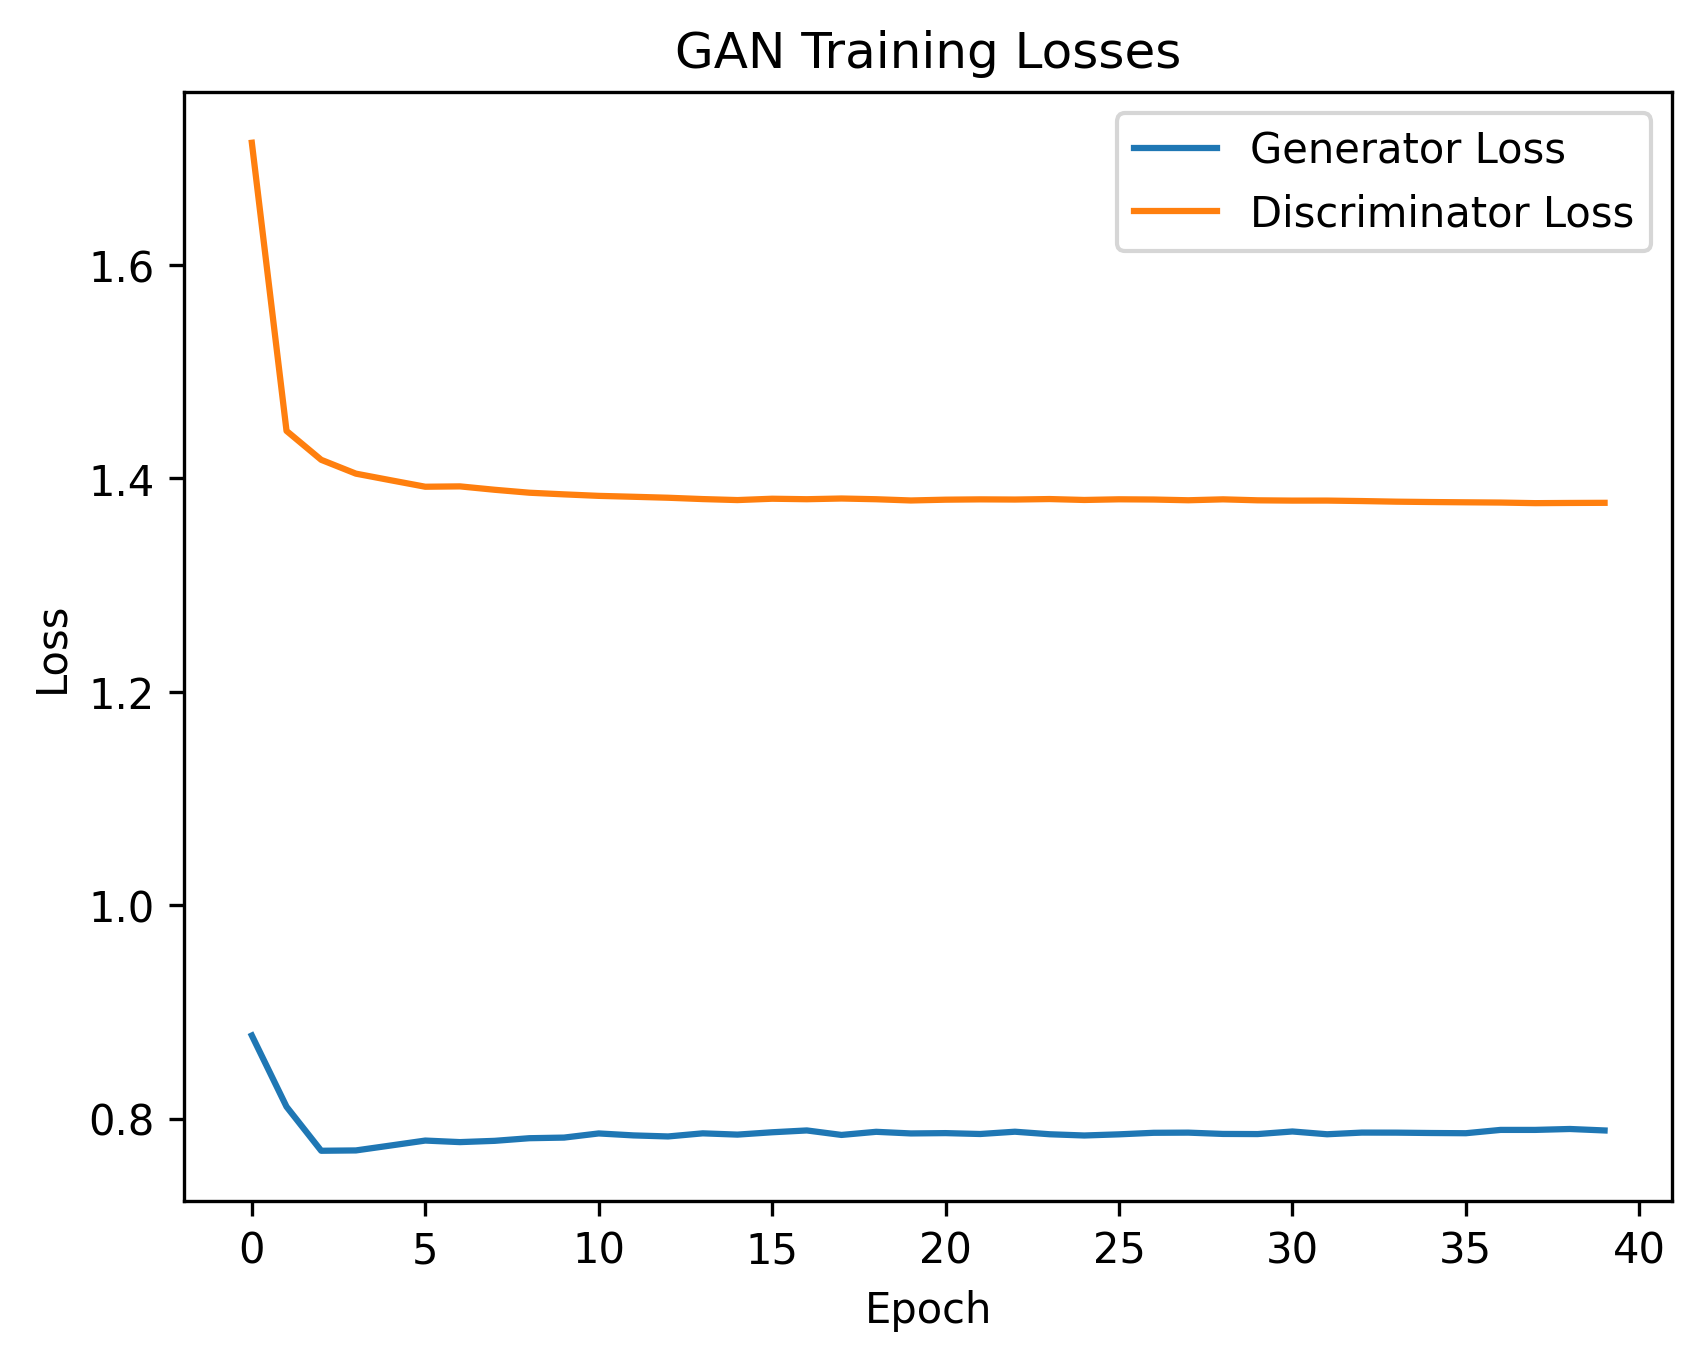 GAN Training Losses
Generator Loss
Discriminator Loss
1.6
1.4
1.2
1.0
0.8
Loss
0 5 10 15 20 25 30 35 40
Epoch